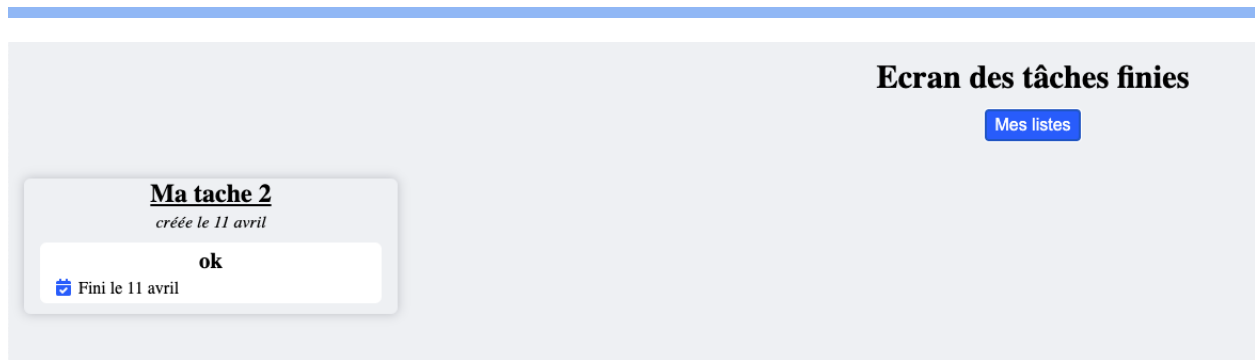 Ecran des tâches finies
Mes listes
Ma tache 2
créée le 11 avril
ok
Fini le 11 avril